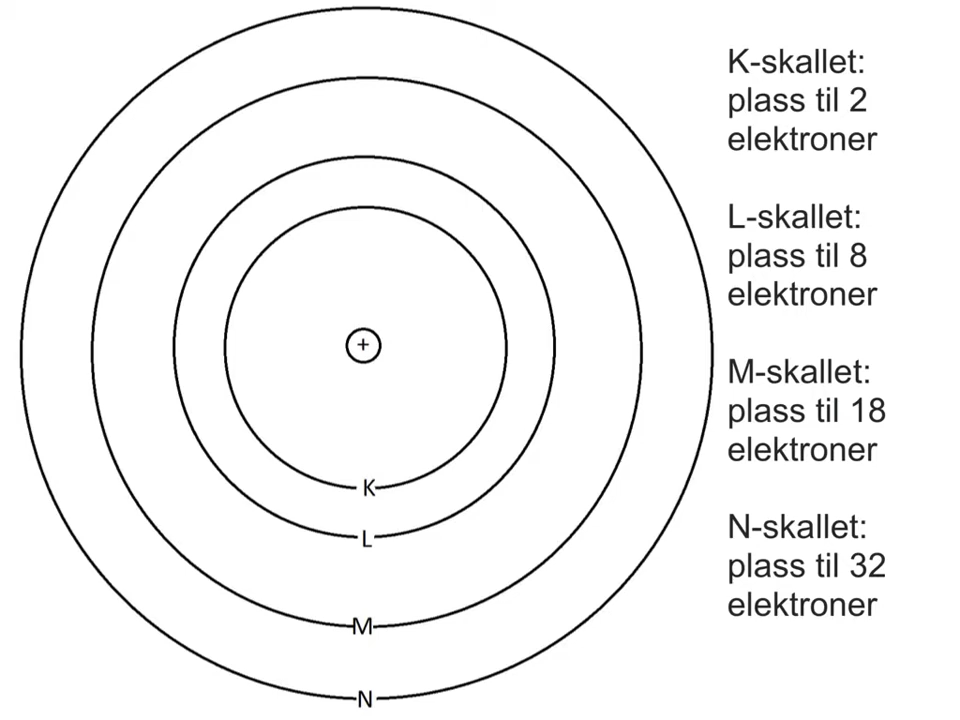 K-skallet:
plass til 2
elektroner
L-skallet:
plass til 8
elektroner
M-skallet:
plass til 18
elektroner
N-skallet:
plass til 32
elektroner
+
K
L
M
N